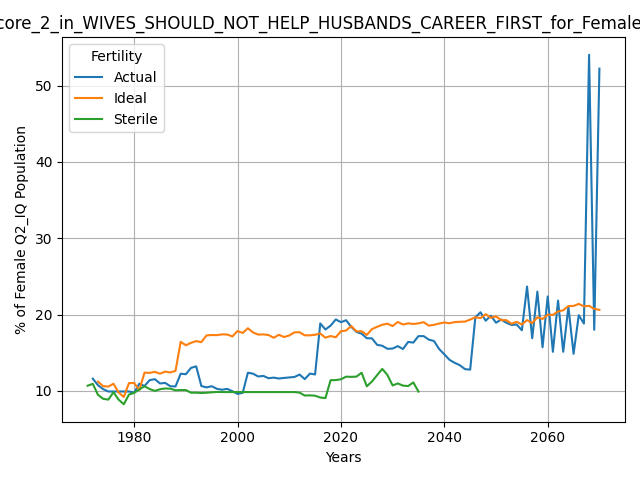 core_2_in_WIVES_SHOULD_NOT_HELP_HUSBANDS_CAREER_FIRST_for_Female
Fertility
Actual
Ideal
Sterile
% of Female Q2_IQ Population
50
40
30
20
10
1980 2000 2020 2040 2060
Years